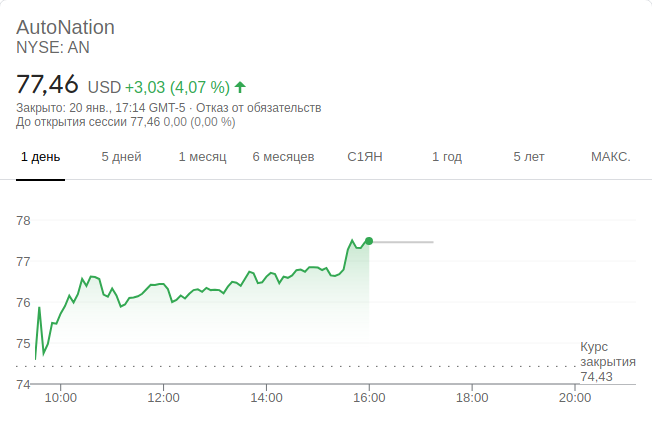 AutoNation
NYSE: AN
77,46 USD +3,03 (4,07 %)
Закрыто: 20 янв., 17:14 GMT-5 · Отказ от обязательств
До открытия сессии 77,46 0,00 (0,00 %)
1 день 5 дней 1 месяц 6 месяцев С1ЯН 1 год 5 лет МАКС.
78
77
76
75
Курс
закрытия
74,43
74
10:00 12:00 14:00 16:00 18:00 20:00